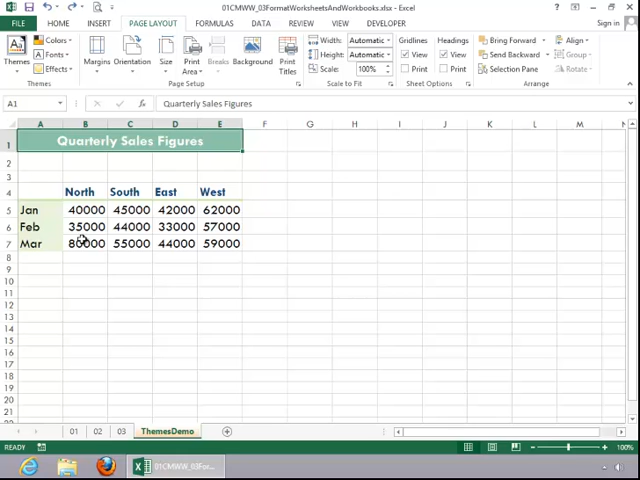 01CMWW_03FormatWorksheetsAndWorkbooks.xlsx - Excel
FILE HOME INSERT PAGE LAYOUT FORMULAS DATA REVIEW VIEW DEVELOPER Sign in
Themes Colors Fonts Effects
Margins Orientation Size Print Area Breaks Background Print Titles
Width: Automatic
Height: Automatic
Scale: 100%
Gridlines Headings
View View
Print Print
Bring Forward Align
Send Backward Group
Selection Pane Rotate
Themes Page Setup Scale to Fit Sheet Options Arrange
A1 fx Quarterly Sales Figures
A B C D E F G H I J K L M N
1 Quarterly Sales Figures
2
3
4 North South East West
5 Jan 40000 45000 42000 62000
6 Feb 35000 44000 33000 57000
7 Mar 80000 55000 44000 59000
8
9
10
11
12
13
14
15
16
17
18
19
20
21
22
01 02 03 ThemesDemo
READY 100%
01CMWW_03For...